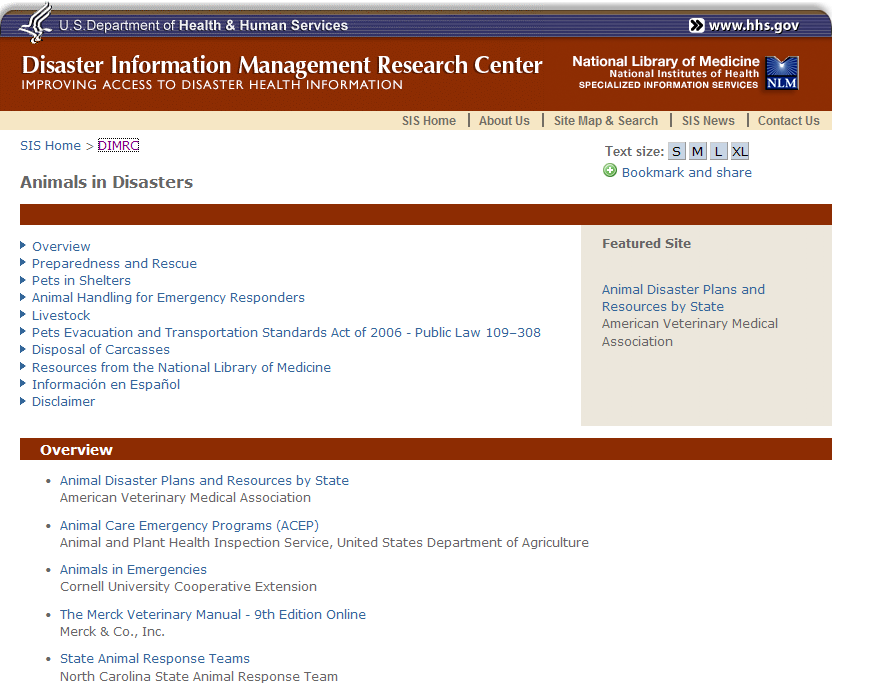 U.S.Department of Health & Human Services
www.hhs.gov
Disaster Information Management Research Center
IMPROVING ACCESS TO DISASTER HEALTH INFORMATION
National Library of Medicine
National Institutes of Health
SPECIALIZED INFORMATION SERVICES
NLM
SIS Home | About Us | Site Map & Search | SIS News | Contact Us
SIS Home > DIMRC
Text size: S M L XL
Bookmark and share
Animals in Disasters
Overview
Preparedness and Rescue
Pets in Shelters
Animal Handling for Emergency Responders
Livestock
Pets Evacuation and Transportation Standards Act of 2006 - Public Law 109–308
Disposal of Carcasses
Resources from the National Library of Medicine
Información en Español
Disclaimer
Featured Site
Animal Disaster Plans and
Resources by State
American Veterinary Medical
Association
Overview
• Animal Disaster Plans and Resources by State
American Veterinary Medical Association
• Animal Care Emergency Programs (ACEP)
Animal and Plant Health Inspection Service, United States Department of Agriculture
• Animals in Emergencies
Cornell University Cooperative Extension
• The Merck Veterinary Manual - 9th Edition Online
Merck & Co., Inc.
• State Animal Response Teams
North Carolina State Animal Response Team